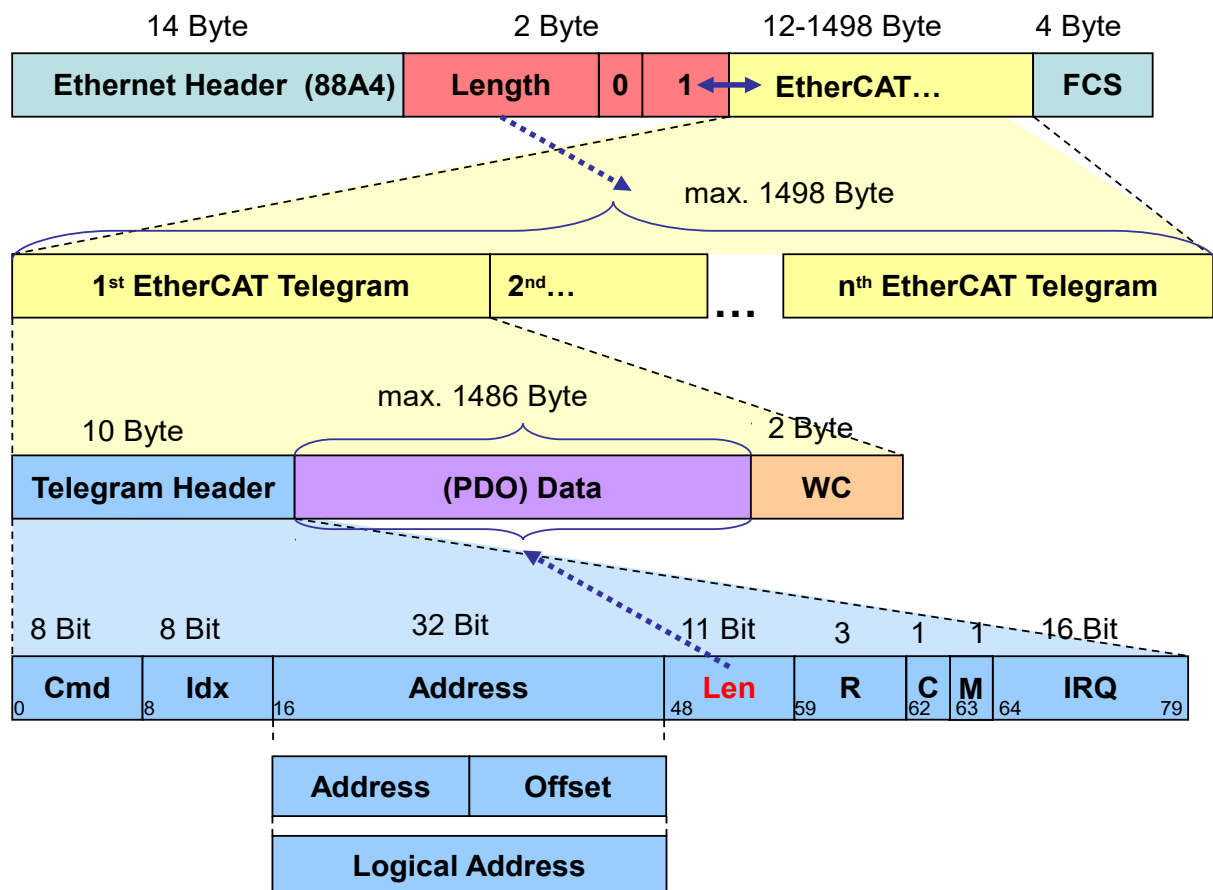 14 Byte 2 Byte 12-1498 Byte 4 Byte
Ethernet Header (88A4) Length 0 1 EtherCAT… FCS
max. 1498 Byte
1st EtherCAT Telegram 2nd… … nth EtherCAT Telegram
max. 1486 Byte
10 Byte 2 Byte
Telegram Header (PDO) Data WC
8 Bit 8 Bit 32 Bit 11 Bit 3 1 1 16 Bit
Cmd Idx Address Len R C M IRQ
0 8 16 48 59 62 63 64 79
Address Offset
Logical Address